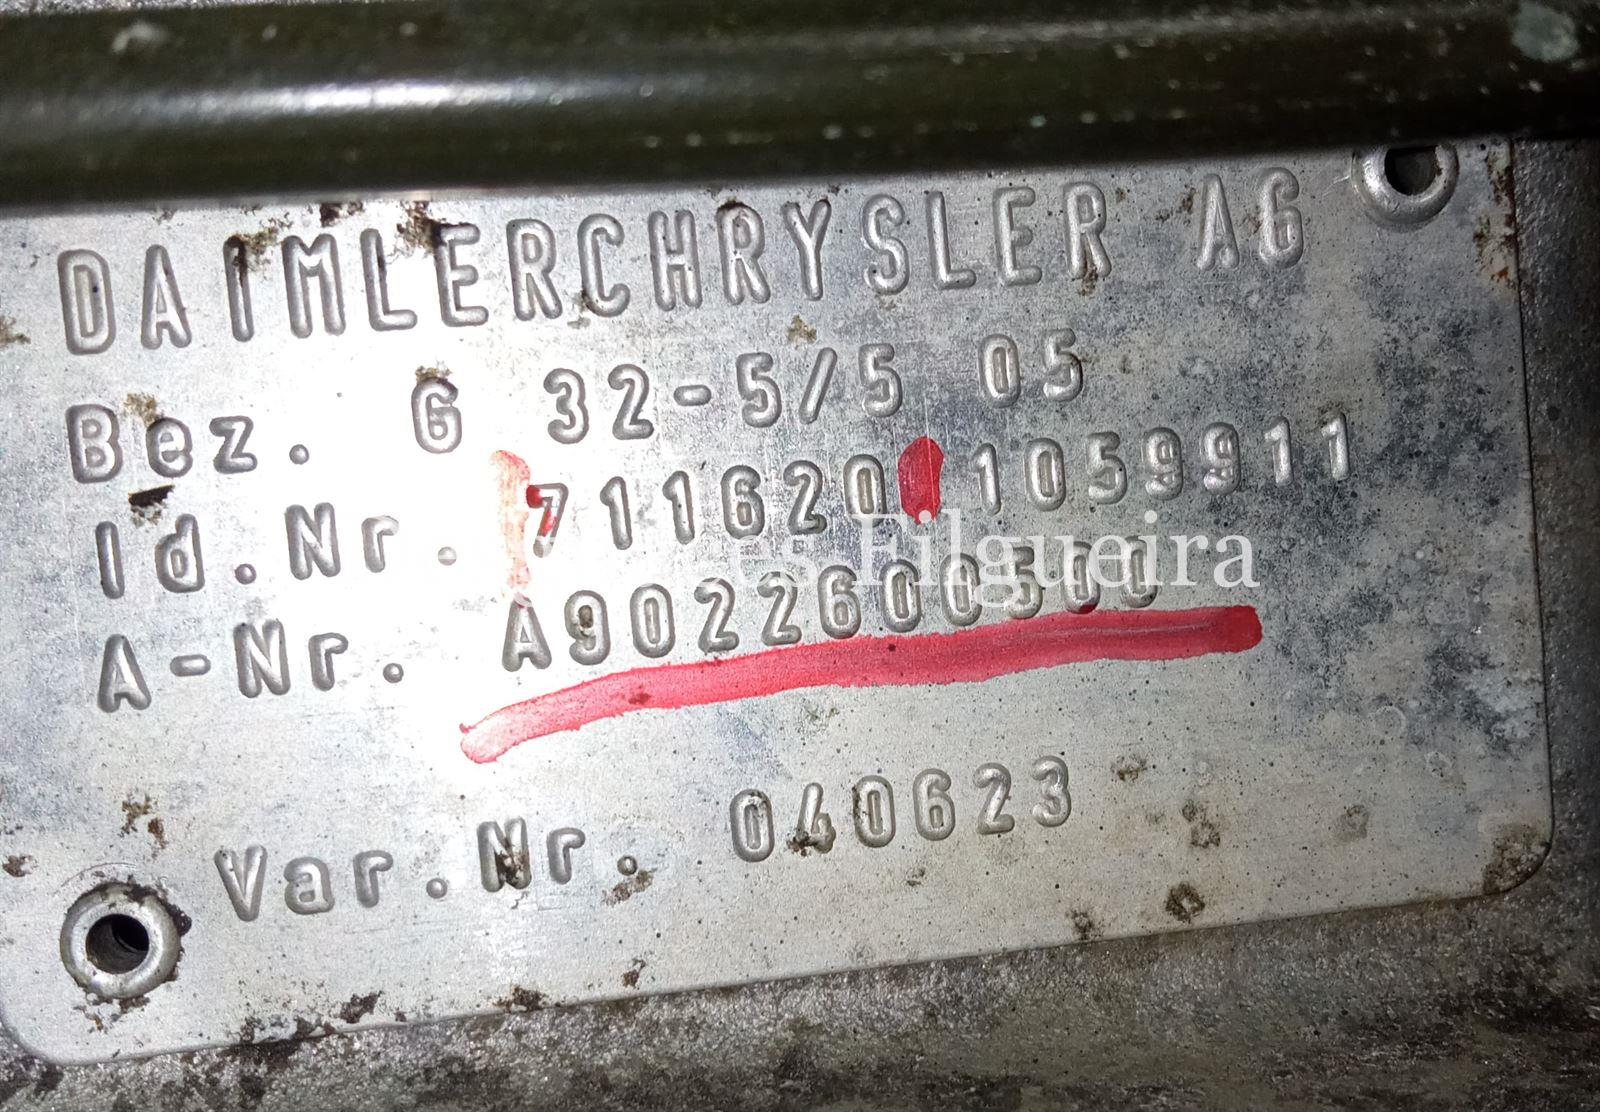 DAIMLERCHRYSLER AG
Bez. G 32-5/5 05
Id.Nr. 711620 1059911
A-Nr. A9022600500
Filgueira
Var.Nr. 040623